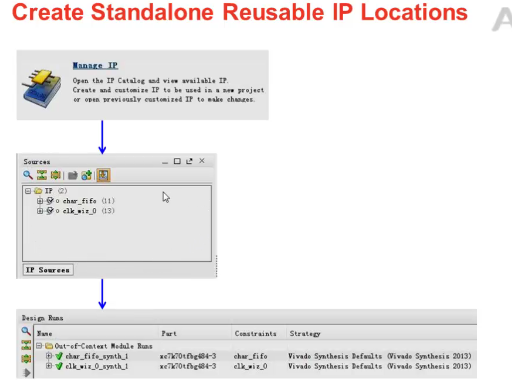 Create Standalone Reusable IP Locations
Manage IP
Open the IP Catalog and view available IP.
Create and customize IP to be used in a new project
or open previously customized IP to make changes.
Sources
IP (2)
char_fifo (11)
clk_wiz_0 (13)
IP Sources
Design Runs
Name Part Constraints Strategy
Out-of-Context Module Runs
char_fifo_synth_1 xc7k70tfbg484-3 char_fifo Vivado Synthesis Defaults (Vivado Synthesis 2013)
clk_wiz_0_synth_1 xc7k70tfbg484-3 clk_wiz_0 Vivado Synthesis Defaults (Vivado Synthesis 2013)